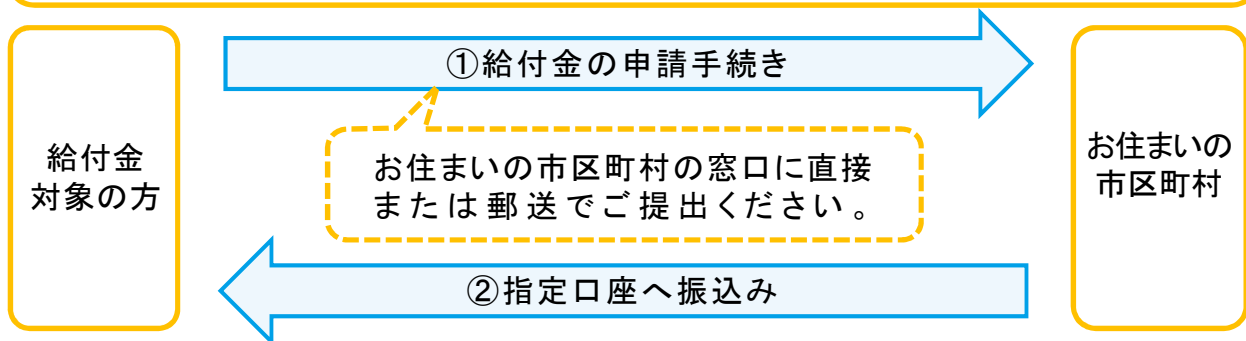 ①給付金の申請手続き
給付金
対象の方
お住まいの市区町村の窓口に直接
または郵送でご提出ください。
お住まいの
市区町村
②指定口座へ振込み